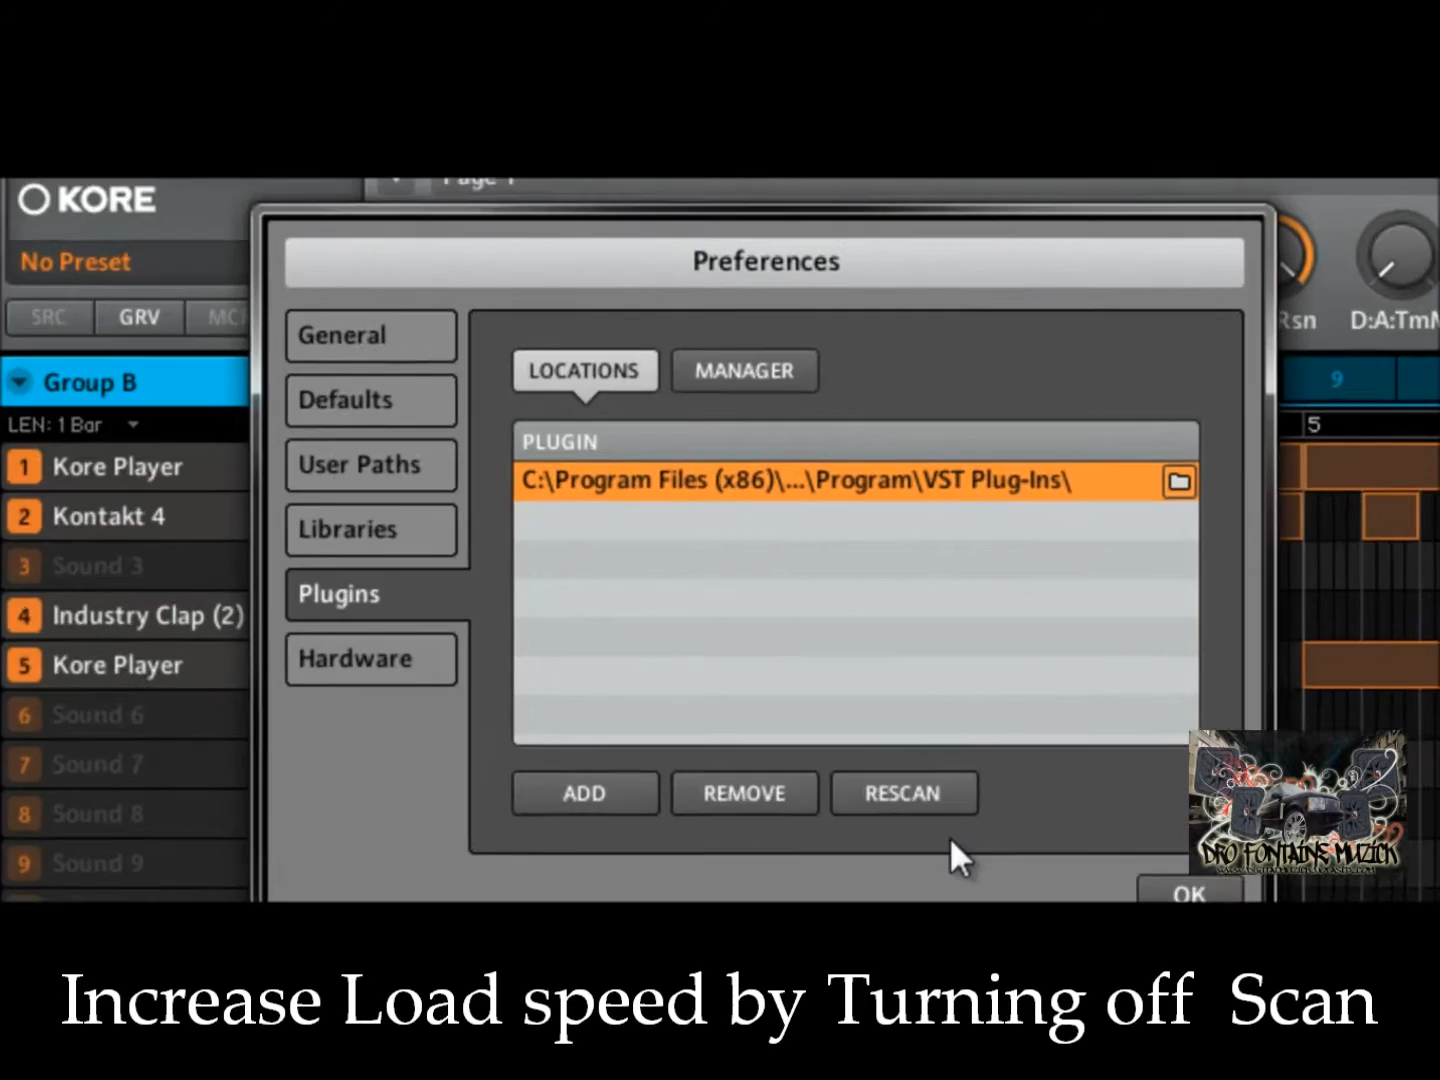 Page 1
KORE
No Preset
SRC GRV
Preferences
Rsn
General
LOCATIONS MANAGER
9
Group B
Defaults
LEN: 1 Bar
5
PLUGIN
1 Kore Player
User Paths
C:\Program Files (x86)\...\Program\VST Plug-Ins\
2 Kontakt 4
Libraries
3 Sound 3
Plugins
4 Industry Clap (2)
5 Kore Player
Hardware
6 Sound 6
7 Sound 7
ADD REMOVE RESCAN
8 Sound 8
9 Sound 9
DRO FONTAINE MUZICK
OK
Increase Load speed by Turning off Scan